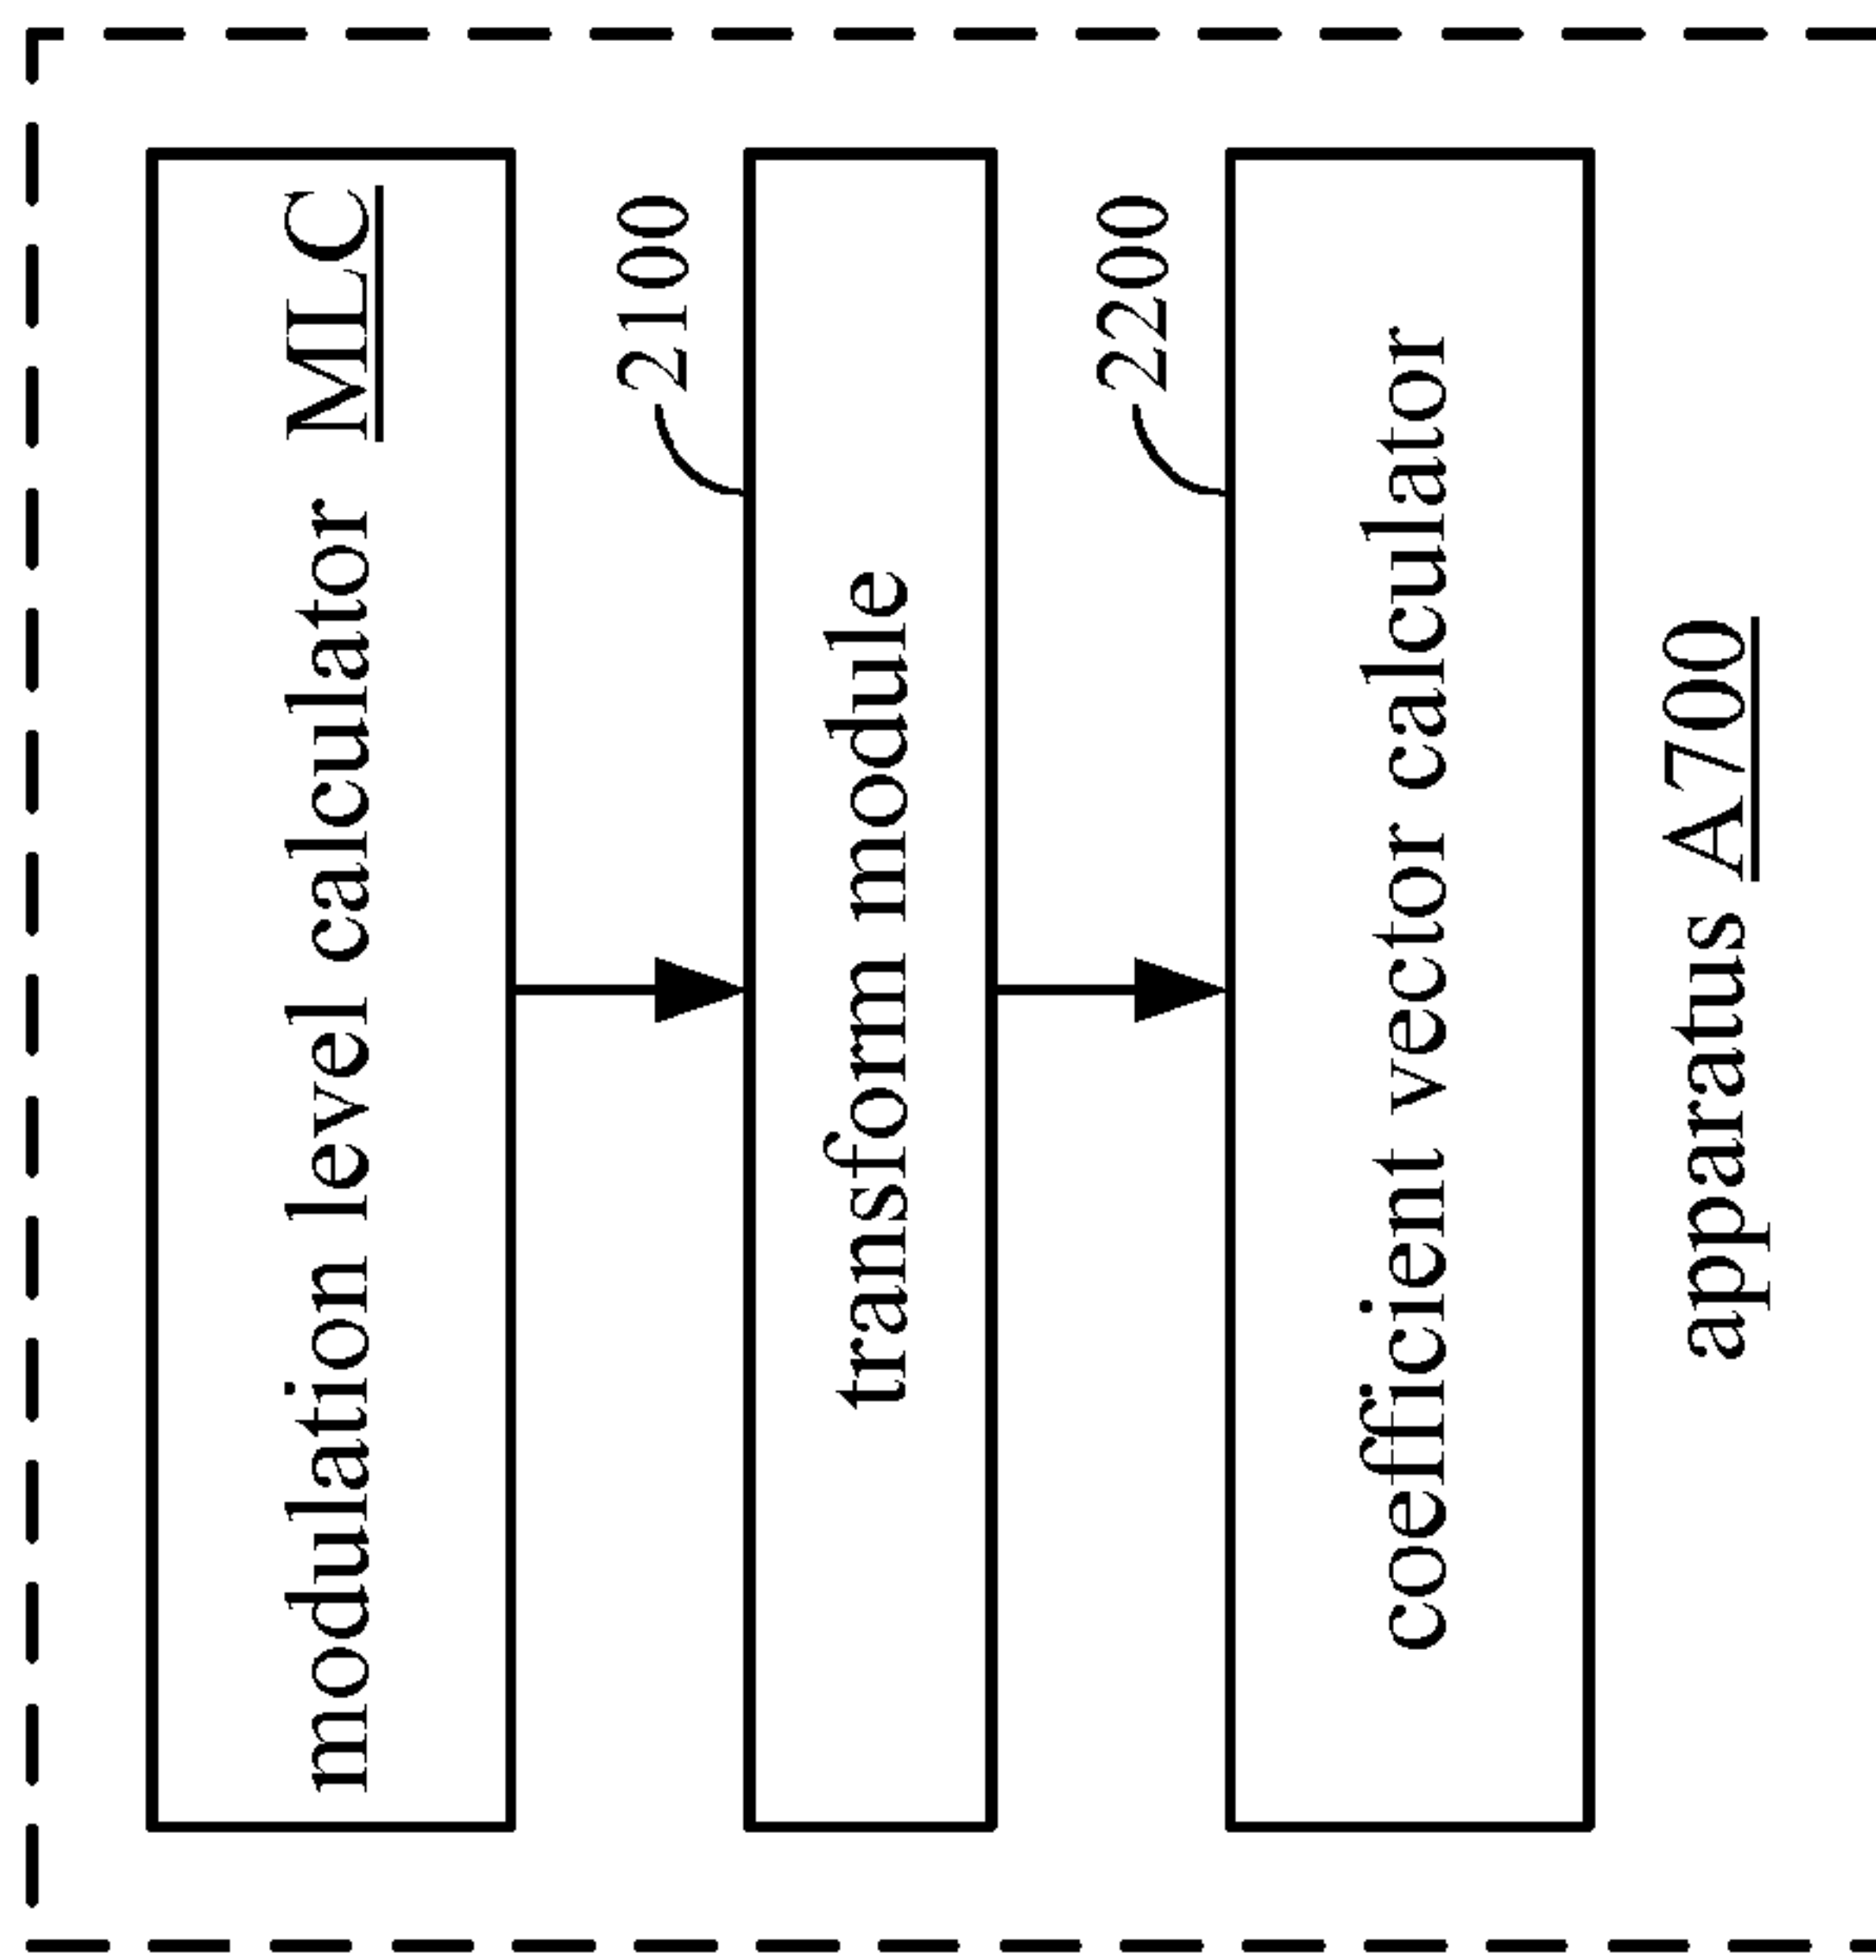 modulation level calculator MLC
2100
transform module
2200
coefficient vector calculator
apparatus A700